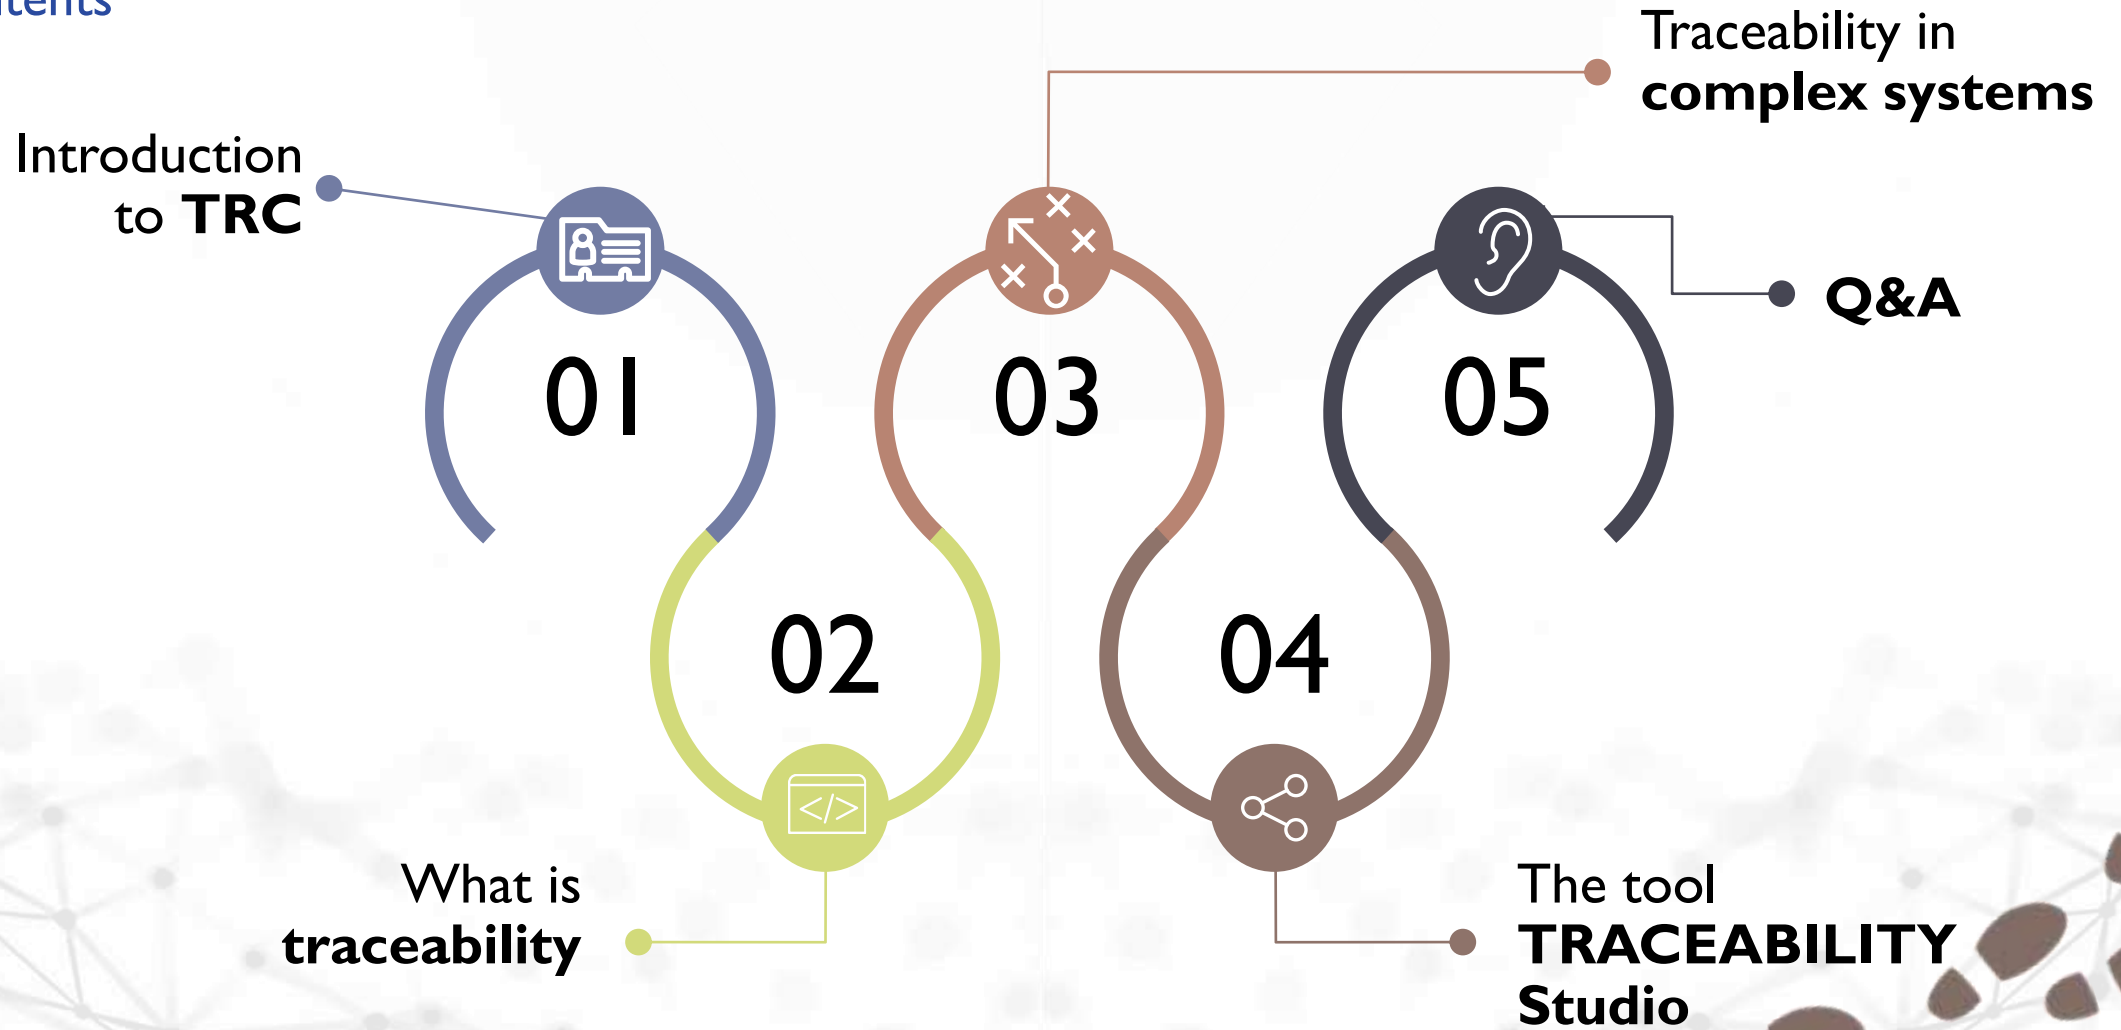 Introduction
to TRC
01
What is
traceability
02
Traceability in
complex systems
03
The tool
TRACEABILITY
Studio
04
Q&A
05
</>